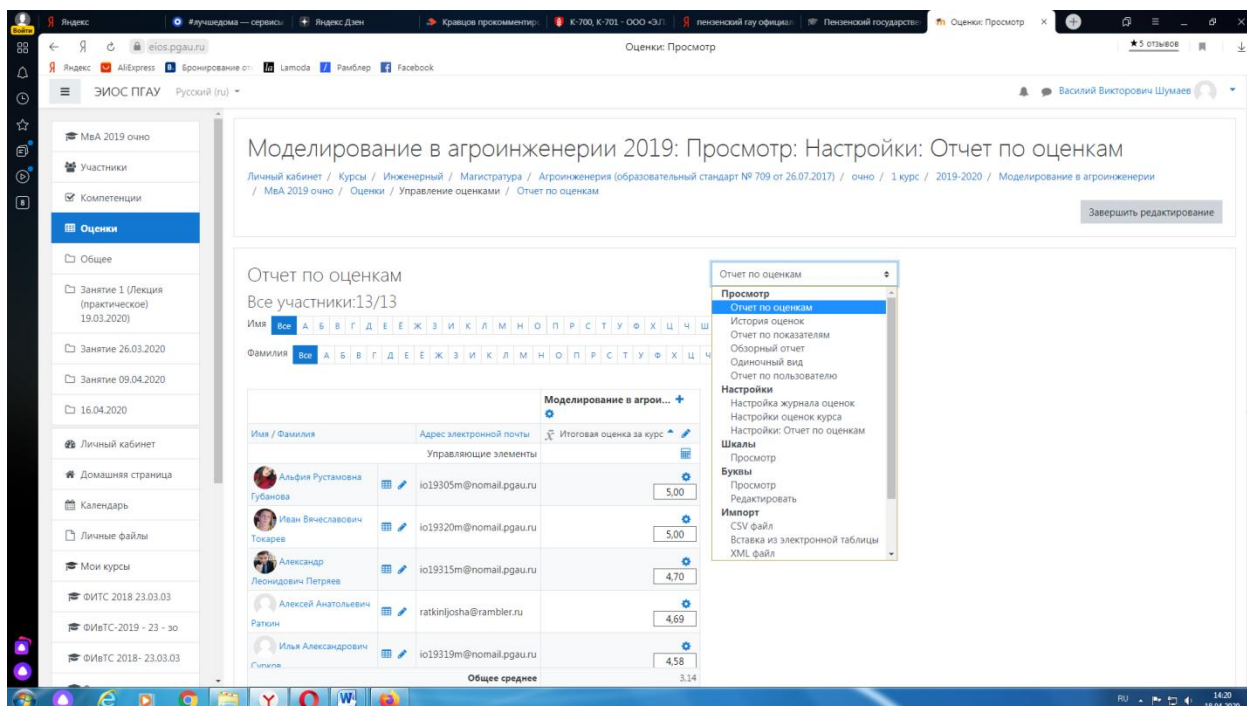 Яндекс
#лучшедома — сервисы
Яндекс Дзен
Кравцов прокомментир
К-700, К-701 - ООО «ЭЛ
пензенский гау официал
Пензенский государстве
Оценки: Просмотр
Войти
eios.pgau.ru
Оценки: Просмотр
★5 отзывов
Яндекс
AliExpress
Бронирование от
Lamoda
Рамблер
Facebook
ЭИОС ПГАУ
Русский (ru)
Василий Викторович Шумаев
МвА 2019 очно
Участники
Компетенции
Оценки
Общее
Занятие 1 (Лекция
(практическое)
19.03.2020)
Занятие 26.03.2020
Занятие 09.04.2020
16.04.2020
Личный кабинет
Домашняя страница
Календарь
Личные файлы
Мои курсы
ФИТС 2018 23.03.03
ФИвТС-2019 - 23 - зо
ФИвТС 2018- 23.03.03
Моделирование в агроинженерии 2019: Просмотр: Настройки: Отчет по оценкам
Личный кабинет / Курсы / Инженерный / Магистратура / Агроинженерия (образовательный стандарт № 709 от 26.07.2017) / очно / 1 курс / 2019-2020 / Моделирование в агроинженерии
/ МвА 2019 очно / Оценки / Управление оценками / Отчет по оценкам
Завершить редактирование
Отчет по оценкам
Все участники:13/13
Имя Все А Б В Г Д Е Ё Ж З И К Л М Н О П Р С Т У Ф Х Ц Ч Ш
Фамилия Все А Б В Г Д Е Ё Ж З И К Л М Н О П Р С Т У Ф Х Ц Ч
Моделирование в агрои...
Имя / Фамилия
Адрес электронной почты
Итоговая оценка за курс
Управляющие элементы
Альфия Рустамовна
Губанова
io19305m@nomail.pgau.ru
5,00
Иван Вячеславович
Токарев
io19320m@nomail.pgau.ru
5,00
Александр
Леонидович Петряев
io19315m@nomail.pgau.ru
4,70
Алексей Анатольевич
Раткин
ratkinljosha@rambler.ru
4,69
Илья Александрович
io19319m@nomail.pgau.ru
4,58
Общее среднее
3.14
Отчет по оценкам
Просмотр
Отчет по оценкам
История оценок
Отчет по показателям
Обзорный отчет
Одиночный вид
Отчет по пользователю
Настройки
Настройка журнала оценок
Настройки оценок курса
Настройки: Отчет по оценкам
Шкалы
Просмотр
Буквы
Просмотр
Редактировать
Импорт
CSV файл
Вставка из электронной таблицы
XML файл
RU
14:20
18.04.2020